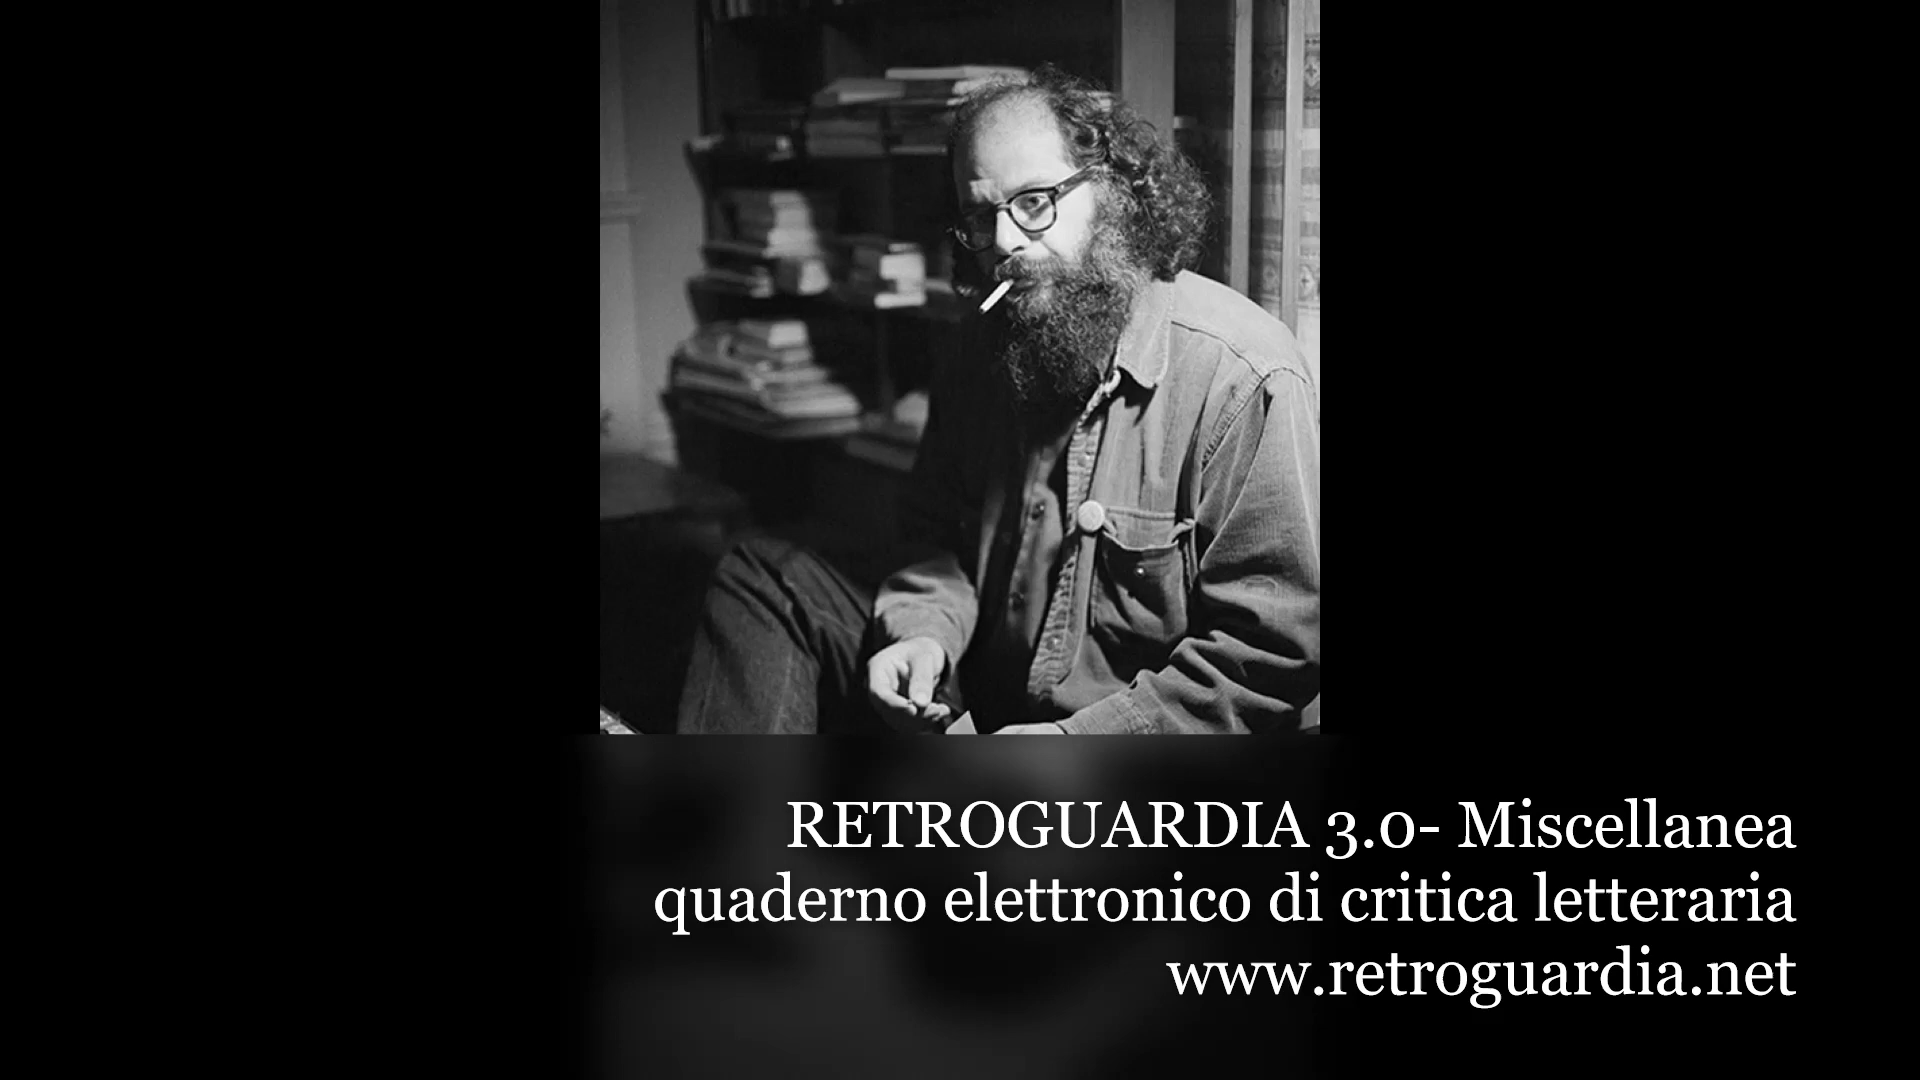 RETROGUARDIA 3.0- Miscellanea
quaderno elettronico di critica letteraria
www.retroguardia.net